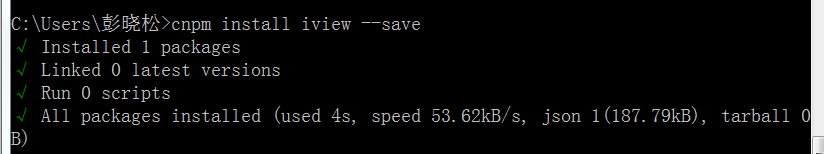 C:\Users\彭晓松>cnpm install iview --save
√ Installed 1 packages
√ Linked 0 latest versions
√ Run 0 scripts
√ All packages installed (used 4s, speed 53.62kB/s, json 1(187.79kB), tarball 0
B)